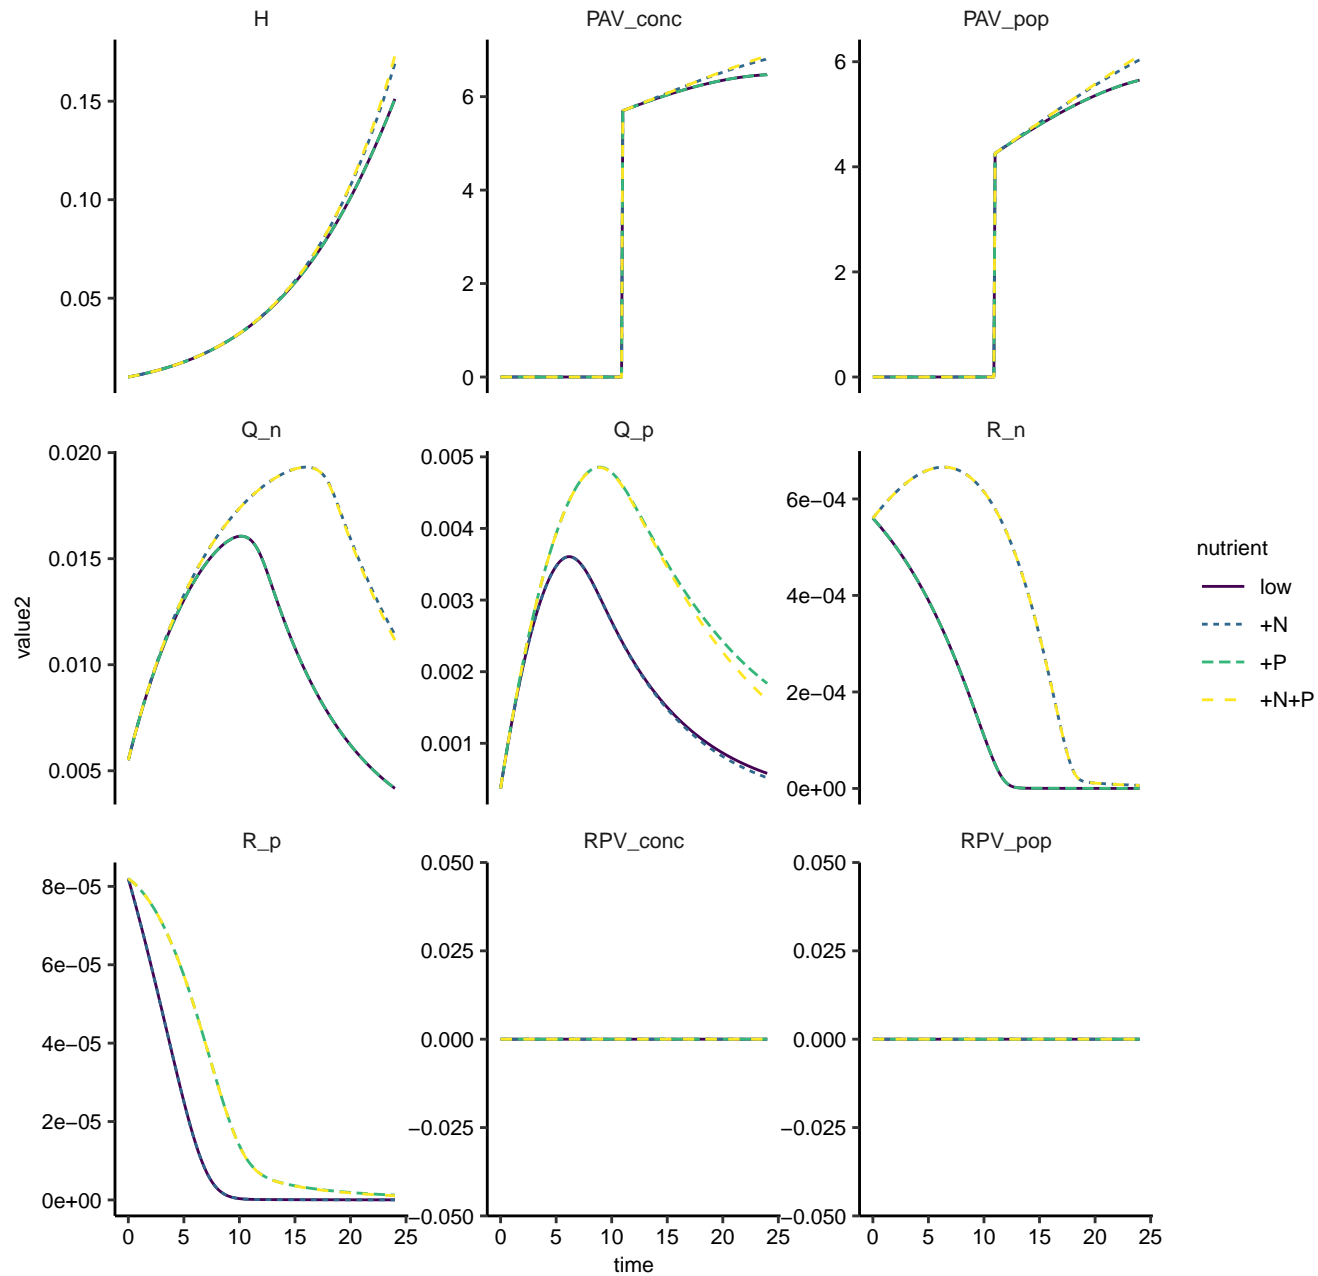 H
PAV_conc
PAV_pop
0.15
0.10
0.05
6
4
2
0
6
4
2
0
Q_n
Q_p
R_n
0.020
0.015
0.010
0.005
0.005
0.004
0.003
0.002
0.001
6e−04
4e−04
2e−04
0e+00
R_p
RPV_conc
RPV_pop
8e−05
6e−05
4e−05
2e−05
0e+00
0.050
0.025
0.000
−0.025
−0.050
0.050
0.025
0.000
−0.025
−0.050
0 5 10 15 20 25
0 5 10 15 20 25
0 5 10 15 20 25
time
value2
nutrient
low
+N
+P
+N+P